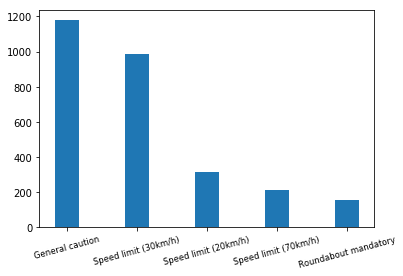 1200
1000
800
600
400
200
0
General caution
Speed limit (30km/h)
Speed limit (20km/h)
Speed limit (70km/h)
Roundabout mandatory